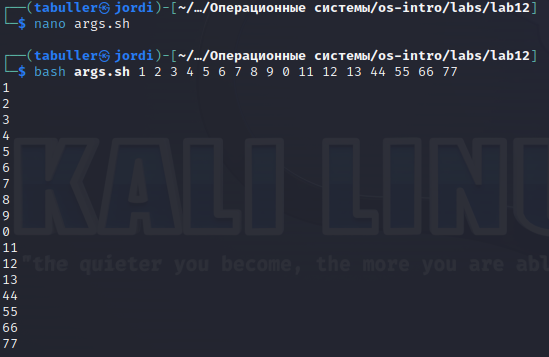 ┌──(tabuller㉿jordi)-[~/…/Операционные системы/os-intro/labs/lab12]
└─$ nano args.sh
┌──(tabuller㉿jordi)-[~/…/Операционные системы/os-intro/labs/lab12]
└─$ bash args.sh 1 2 3 4 5 6 7 8 9 0 11 12 13 44 55 66 77
1
2
3
4
5
6
7
8
9
0
11
12
13
44
55
66
77
KALI LINU
"the quieter you become, the more you are abl